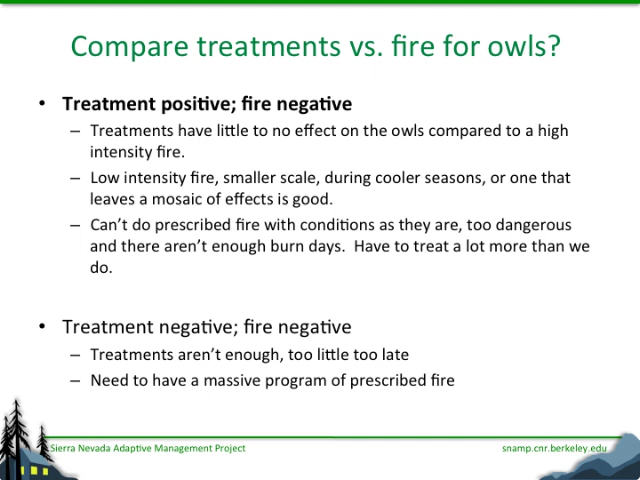 Compare treatments vs. fire for owls?
• Treatment positive; fire negative
– Treatments have little to no effect on the owls compared to a high
intensity fire.
– Low intensity fire, smaller scale, during cooler seasons, or one that
leaves a mosaic of effects is good.
– Can't do prescribed fire with conditions as they are, too dangerous
and there aren't enough burn days.  Have to treat a lot more than we
do.
• Treatment negative; fire negative
– Treatments aren't enough, too little too late
– Need to have a massive program of prescribed fire
Sierra Nevada Adaptive Management Project
snamp.cnr.berkeley.edu